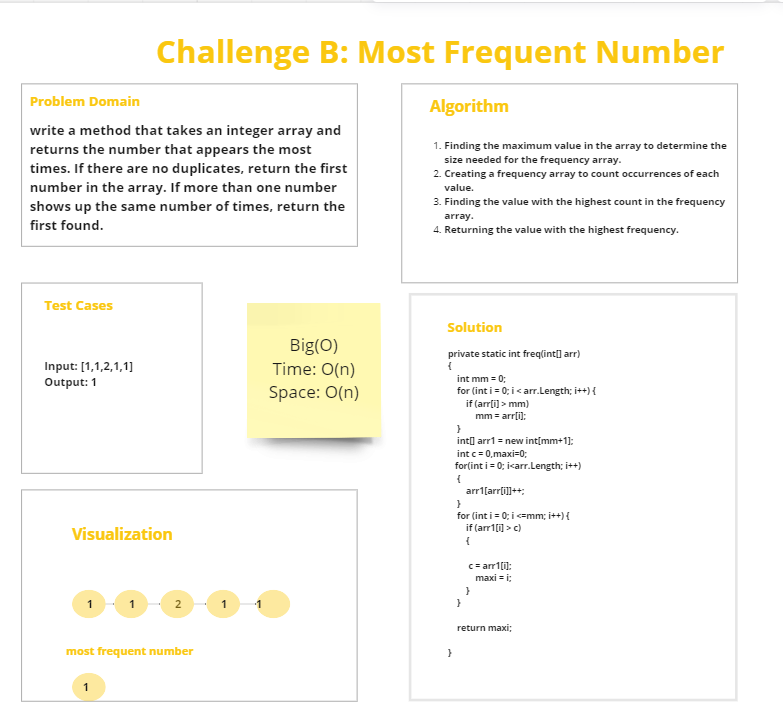 Challenge B: Most Frequent Number
Problem Domain
write a method that takes an integer array and
returns the number that appears the most
times. If there are no duplicates, return the first
number in the array. If more than one number
shows up the same number of times, return the
first found.
Algorithm
1. Finding the maximum value in the array to determine the
size needed for the frequency array.
2. Creating a frequency array to count occurrences of each
value.
3. Finding the value with the highest count in the frequency
array.
4. Returning the value with the highest frequency.
Test Cases
Input: [1,1,2,1,1]
Output: 1
Big(O)
Time: O(n)
Space: O(n)
Solution
private static int freq(int[] arr)
{
int mm = 0;
for (int i = 0; i < arr.Length; i++) {
if (arr[i] > mm)
mm = arr[i];
}
int[] arr1 = new int[mm+1];
int c = 0,maxi=0;
for(int i = 0; i<arr.Length; i++)
{
arr1[arr[i]]++;
}
for (int i = 0; i <=mm; i++) {
if (arr1[i] > c)
{
c = arr1[i];
maxi = i;
}
}
return maxi;
}
Visualization
1 1 2 1 1
most frequent number
1